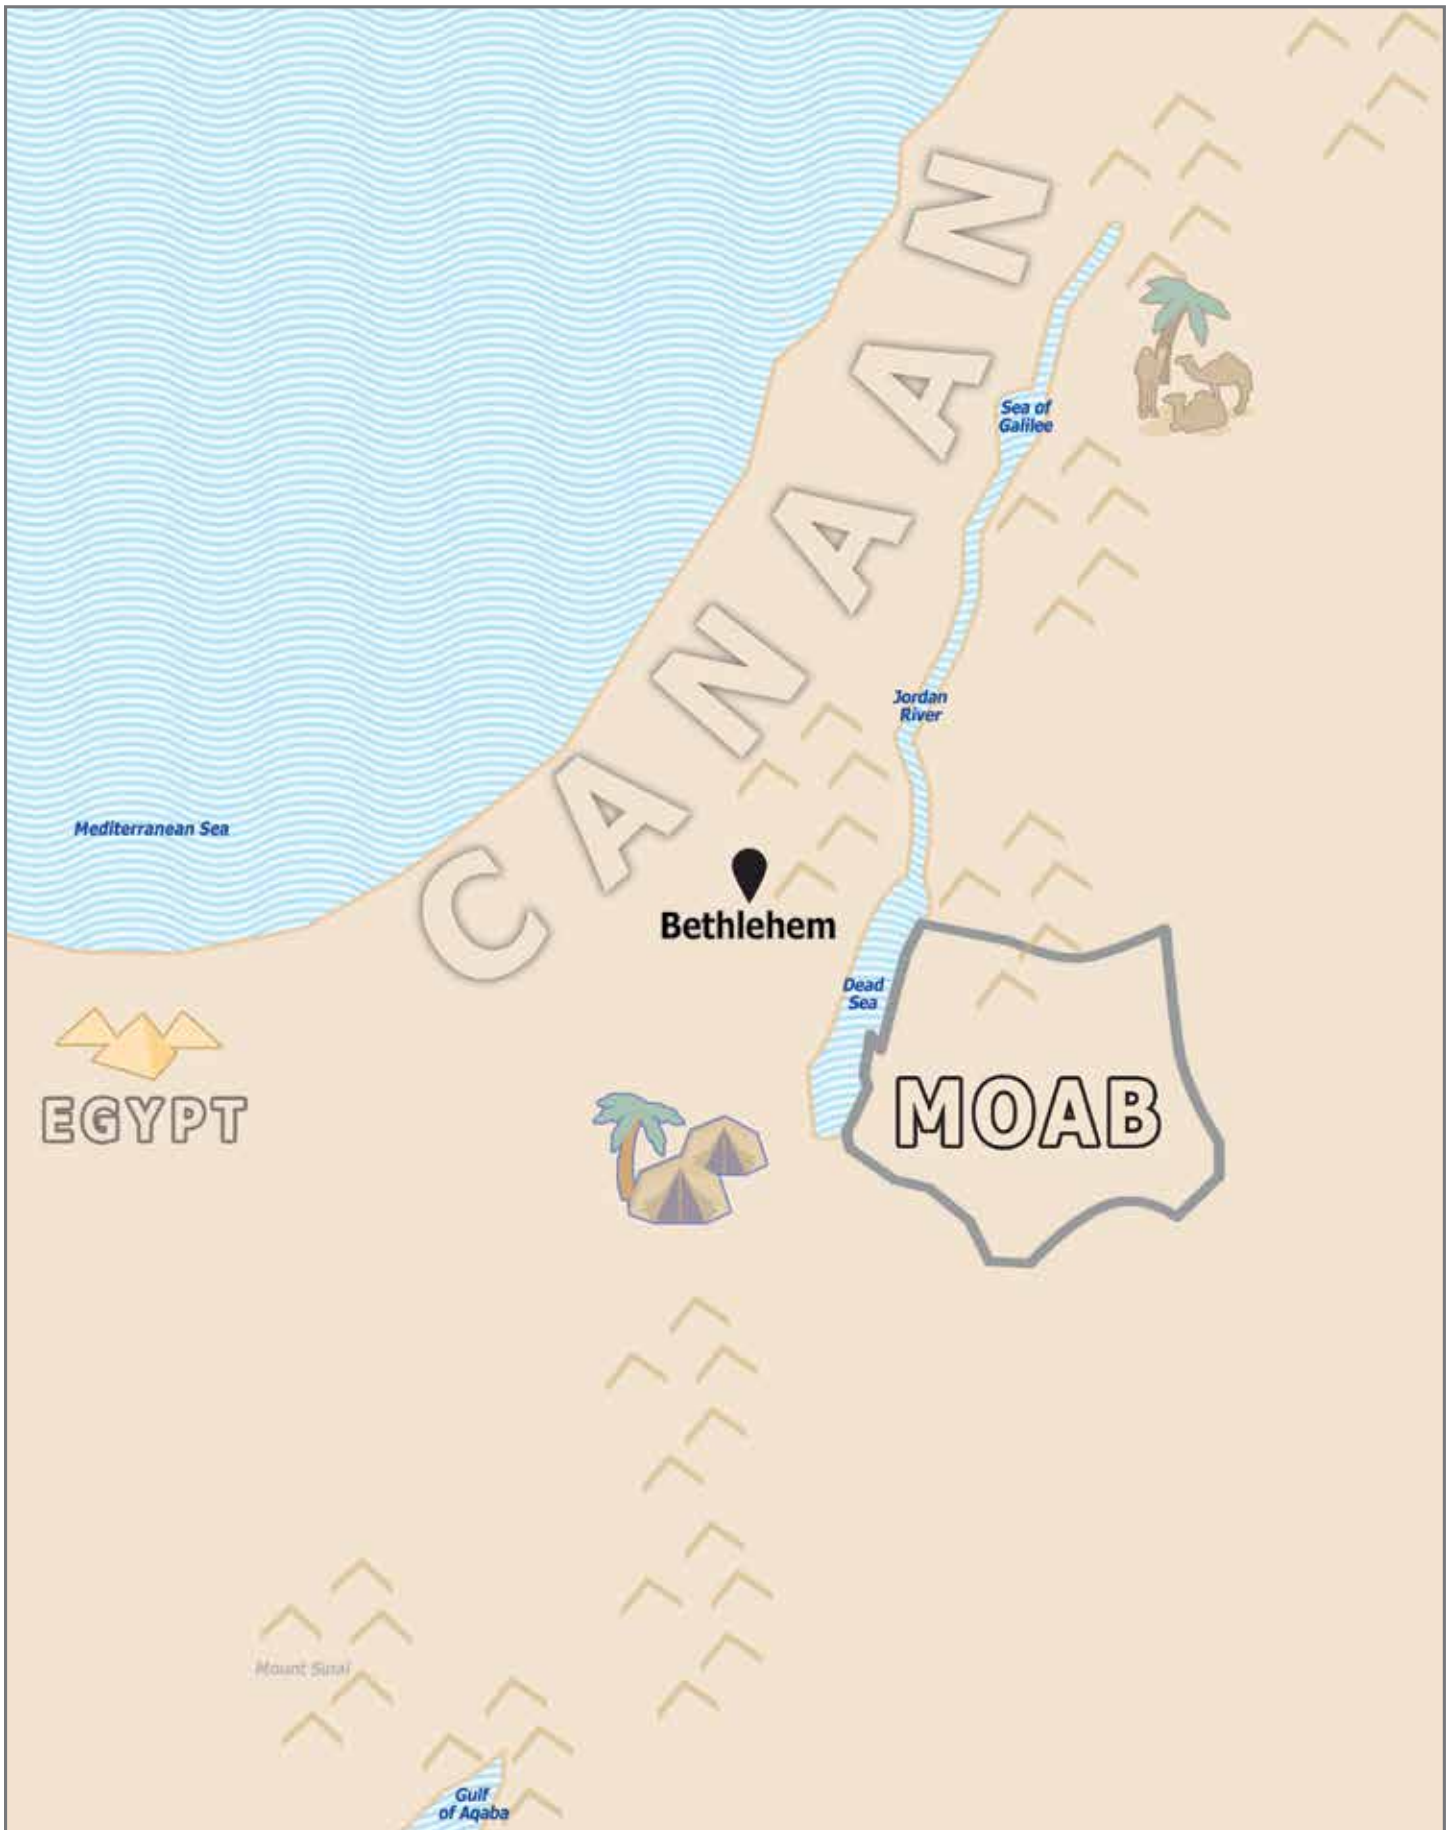 CANAAN
Sea of
Galilee
Jordan
River
Mediterranean Sea
Bethlehem
Dead
Sea
EGYPT
MOAB
Mount Sinai
Gulf
of Aqaba